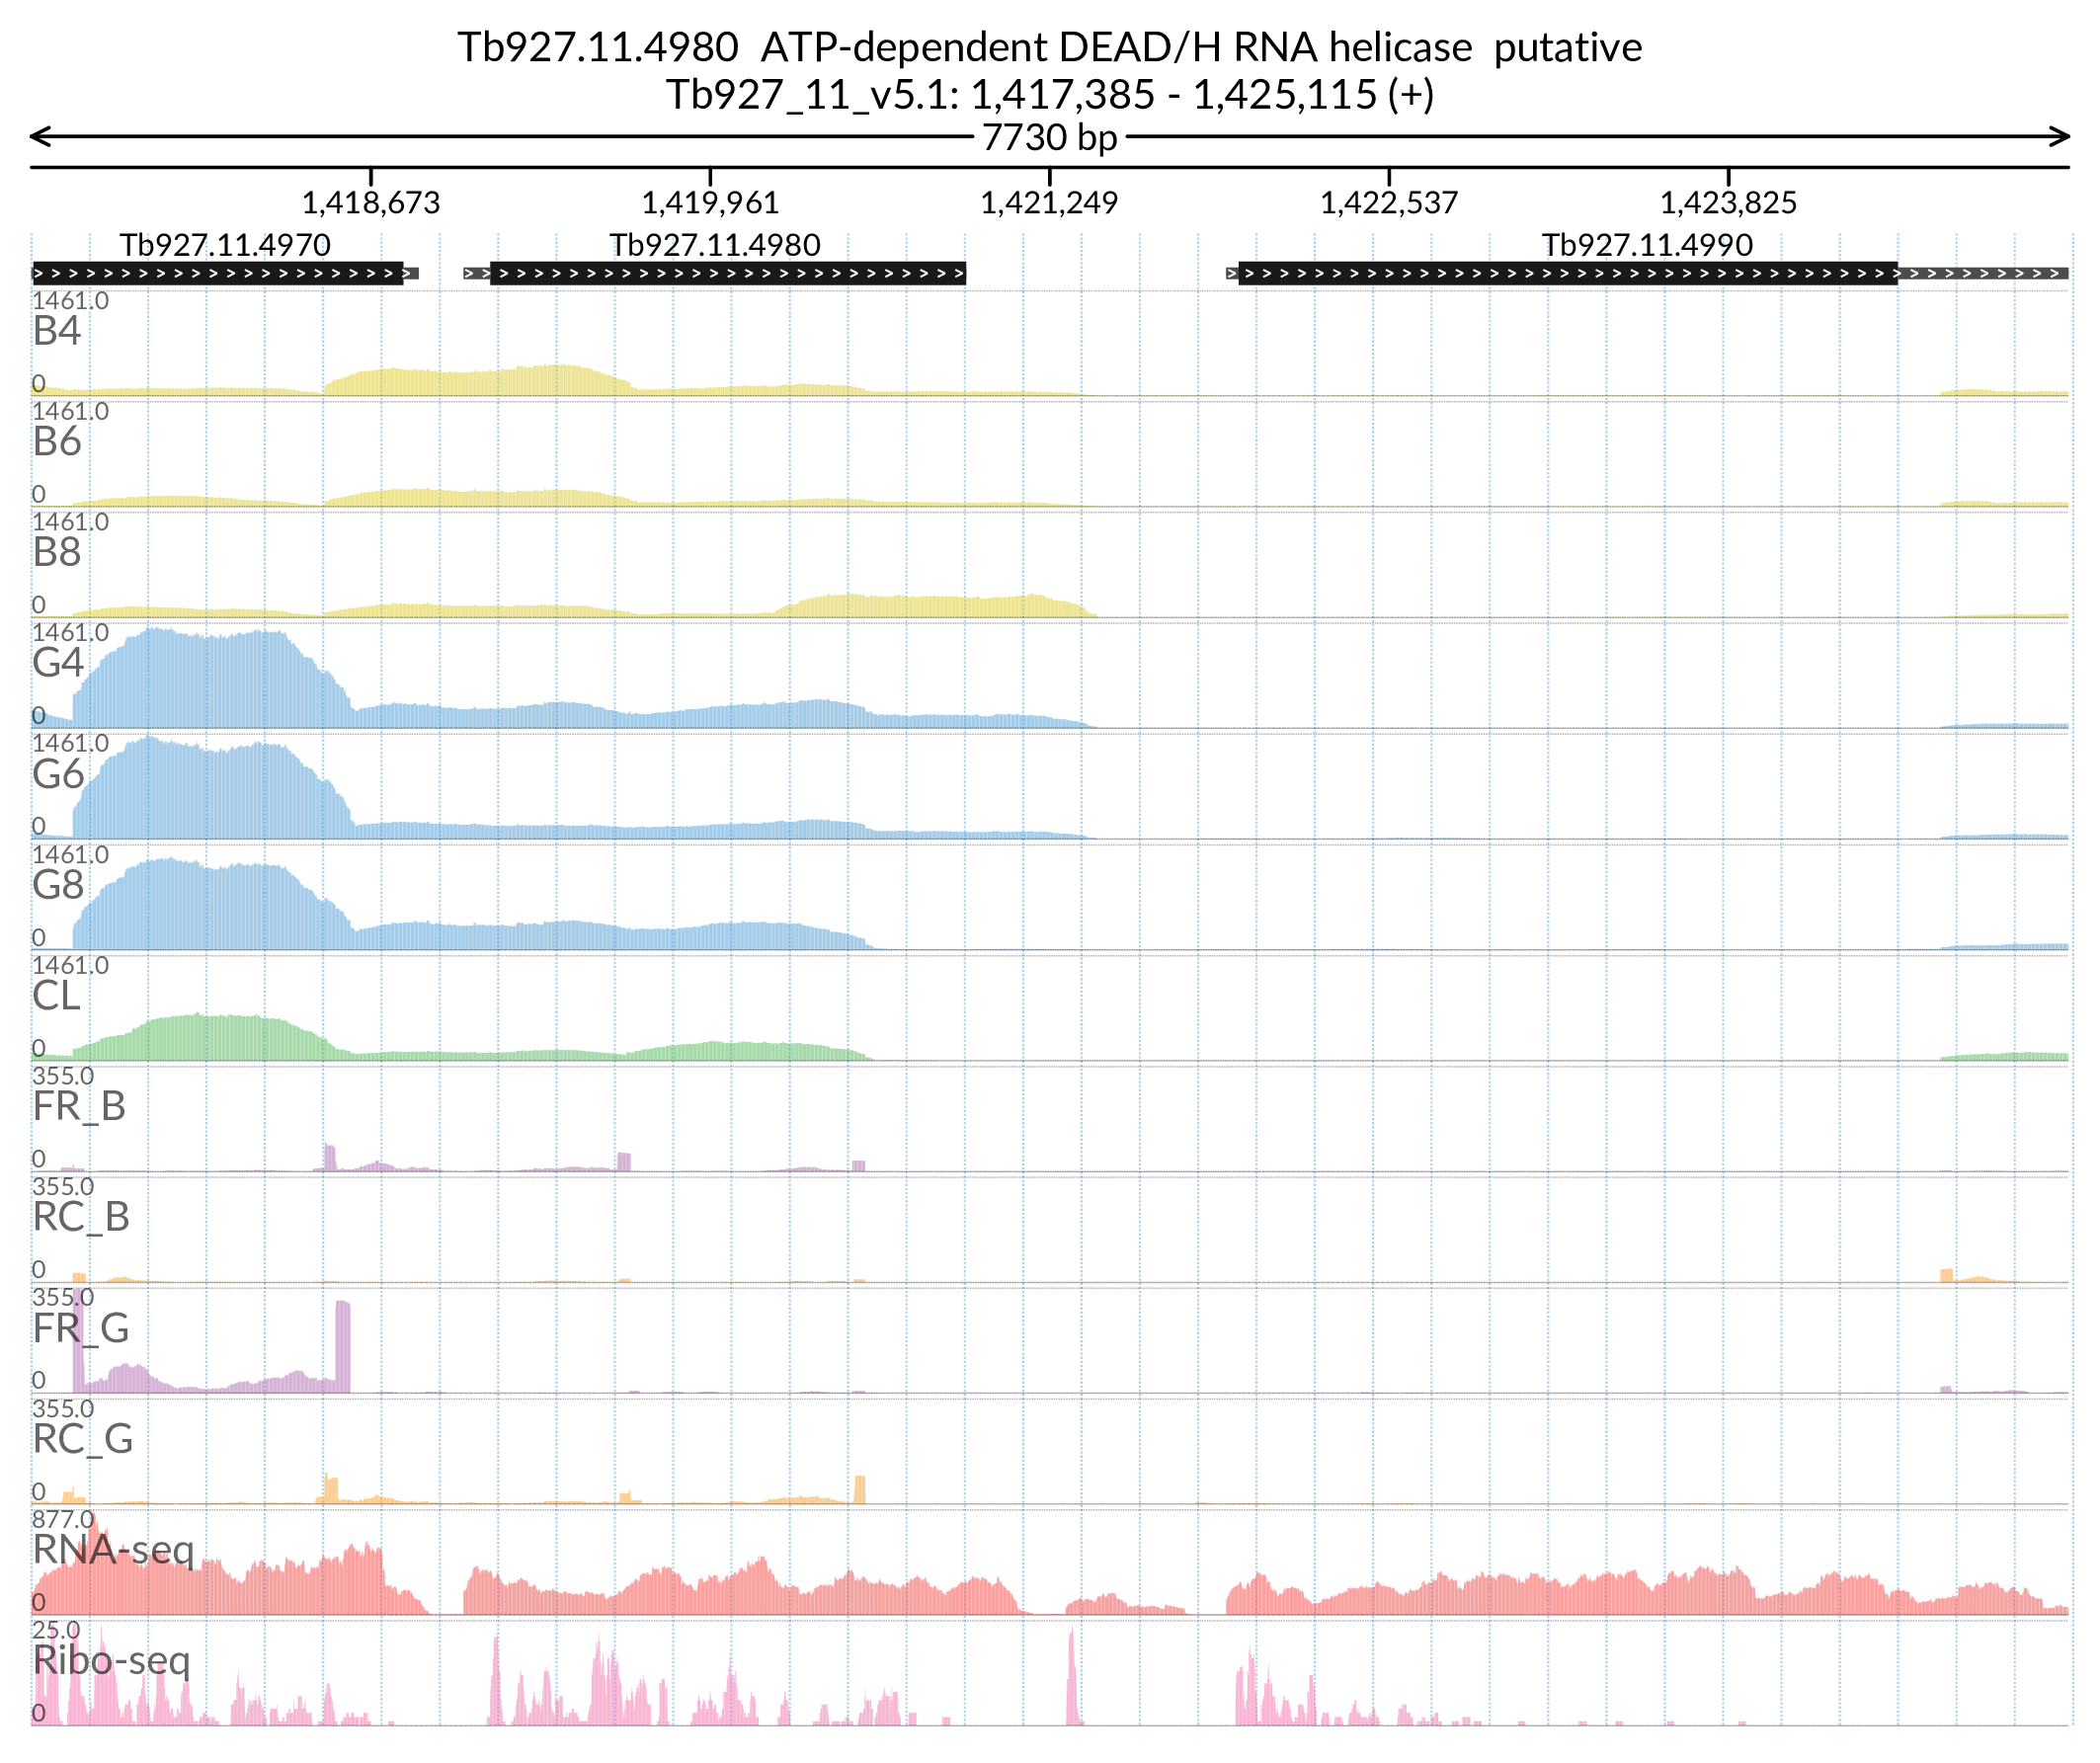 Tb927.11.4980  ATP-dependent DEAD/H RNA helicase  putative
Tb927_11_v5.1: 1,417,385 - 1,425,115 (+)
7730 bp
1,418,673 1,419,961 1,421,249 1,422,537 1,423,825
Tb927.11.4970 Tb927.11.4980 Tb927.11.4990
1461.0
B4
0
1461.0
B6
0
1461.0
B8
0
1461.0
G4
0
1461.0
G6
0
1461.0
G8
0
1461.0
CL
0
355.0
FR_B
0
355.0
RC_B
0
355.0
FR_G
0
355.0
RC_G
0
877.0
RNA-seq
0
25.0
Ribo-seq
0